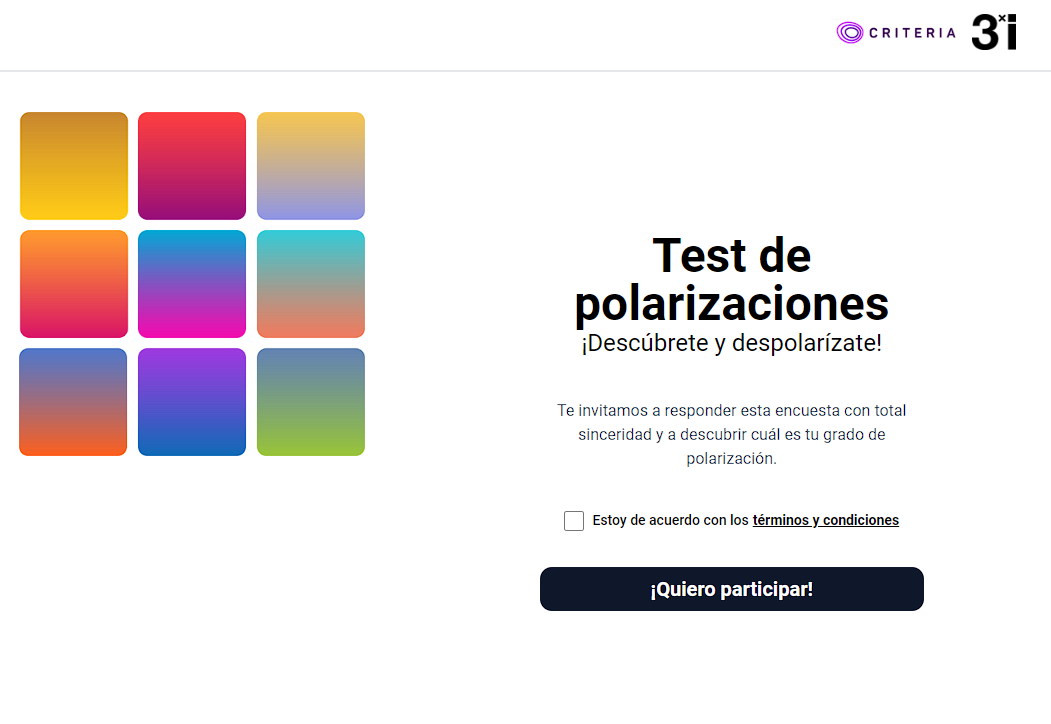 CRITERIA 3xi
Test de
polarizaciones
¡Descúbrete y despolarízate!
Te invitamos a responder esta encuesta con total
sinceridad y a descubrir cuál es tu grado de
polarización.
Estoy de acuerdo con los términos y condiciones
¡Quiero participar!